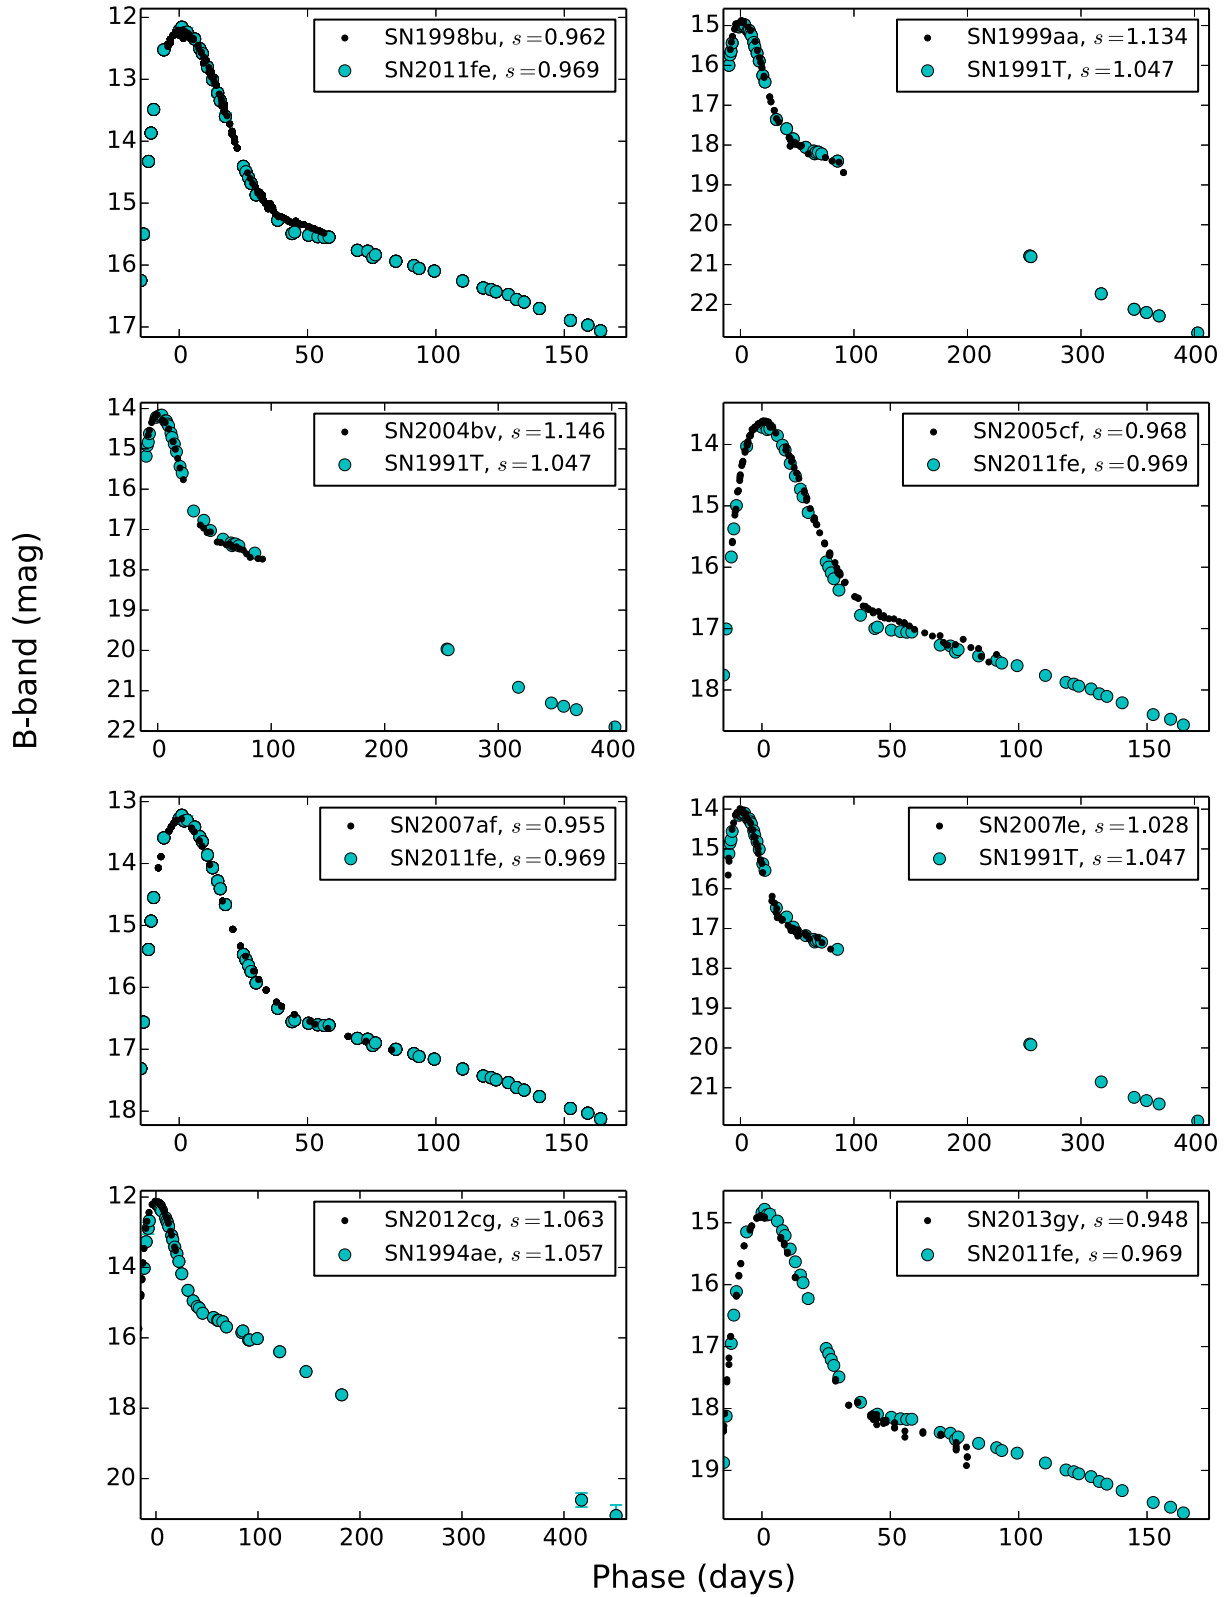 SN1998bu, s=0.962
SN2011fe, s=0.969
12
13
14
15
16
17
0 50 100 150
SN1999aa, s=1.134
SN1991T, s=1.047
15
16
17
18
19
20
21
22
0 100 200 300 400
SN2004bv, s=1.146
SN1991T, s=1.047
14
15
16
17
18
19
20
21
22
0 100 200 300 400
SN2005cf, s=0.968
SN2011fe, s=0.969
14
15
16
17
18
0 50 100 150
B-band (mag)
SN2007af, s=0.955
SN2011fe, s=0.969
13
14
15
16
17
18
0 50 100 150
SN2007le, s=1.028
SN1991T, s=1.047
14
15
16
17
18
19
20
21
0 100 200 300 400
SN2012cg, s=1.063
SN1994ae, s=1.057
12
14
16
18
20
0 100 200 300 400
SN2013gy, s=0.948
SN2011fe, s=0.969
15
16
17
18
19
0 50 100 150
Phase (days)